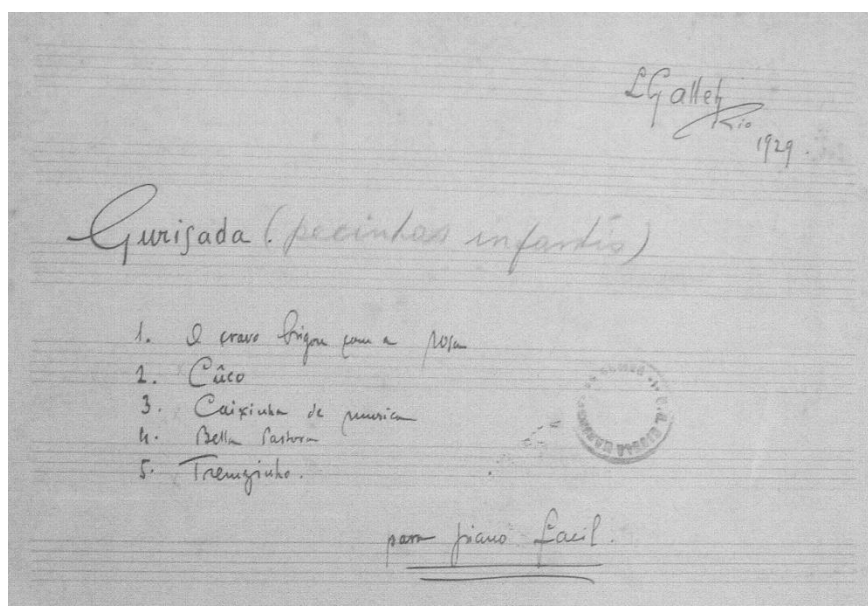 LGallet
Rio
1929.
Gurisada (pecinhas infantis)
1. O cravo brigou com a rosa
2. Cûco
3. Caixinha de musica
4. Bella Pastora
5. Tremzinho.
para piano facil.